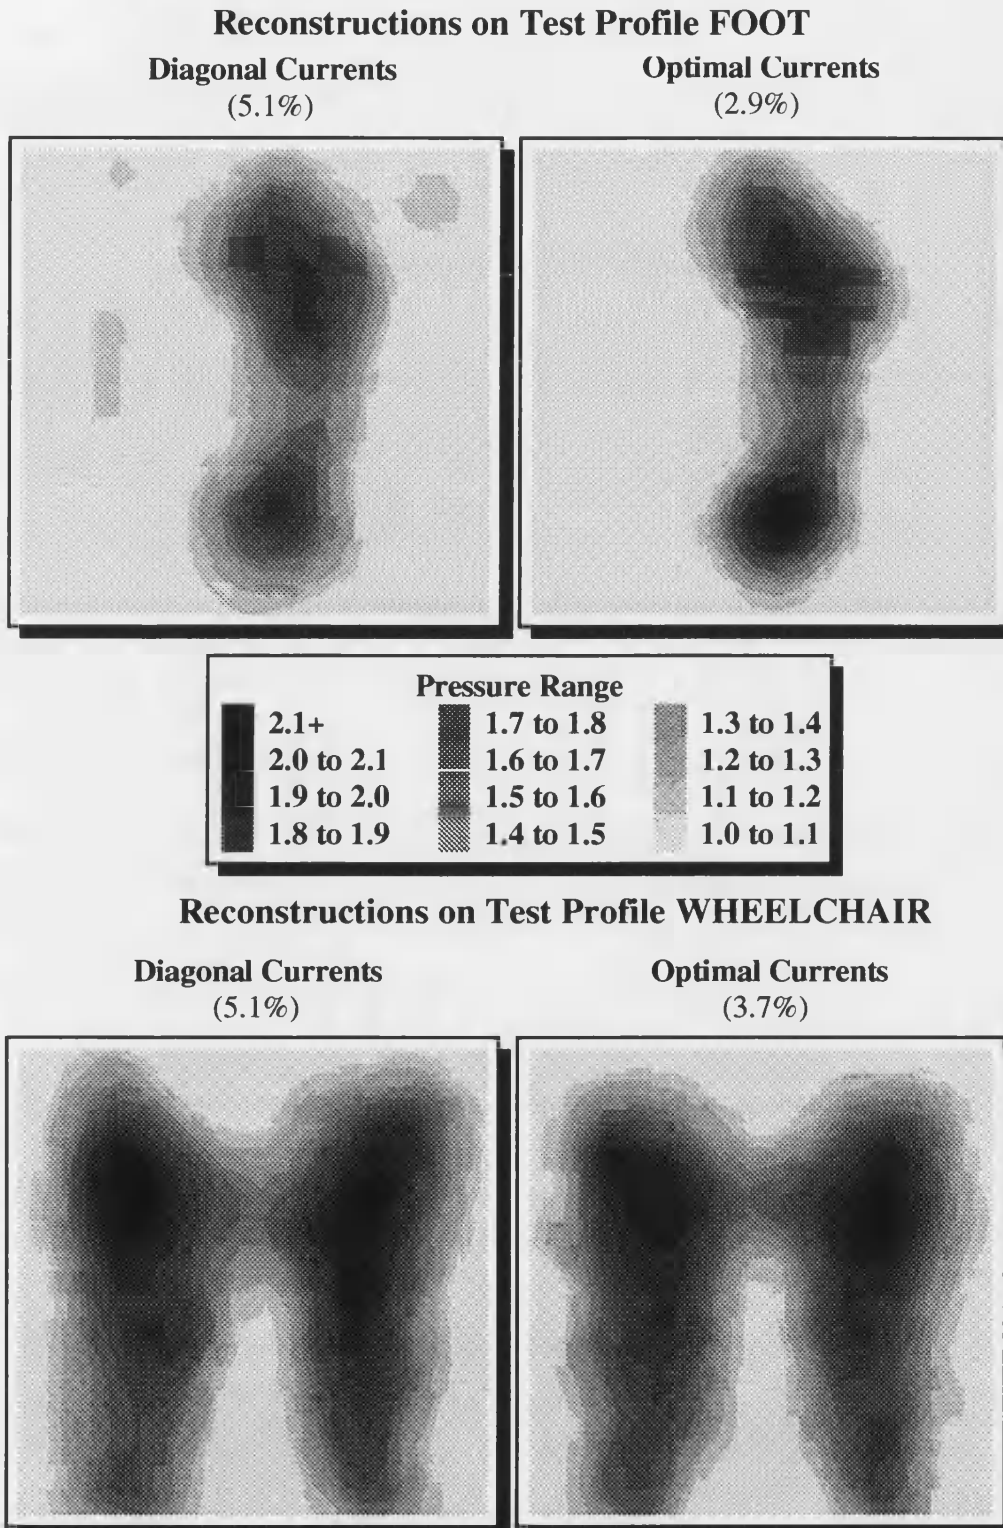 Reconstructions on Test Profile FOOT
Diagonal Currents
(5.1%)
Optimal Currents
(2.9%)
Pressure Range
2.1+
2.0 to 2.1
1.9 to 2.0
1.8 to 1.9
1.7 to 1.8
1.6 to 1.7
1.5 to 1.6
1.4 to 1.5
1.3 to 1.4
1.2 to 1.3
1.1 to 1.2
1.0 to 1.1
Reconstructions on Test Profile WHEELCHAIR
Diagonal Currents
(5.1%)
Optimal Currents
(3.7%)